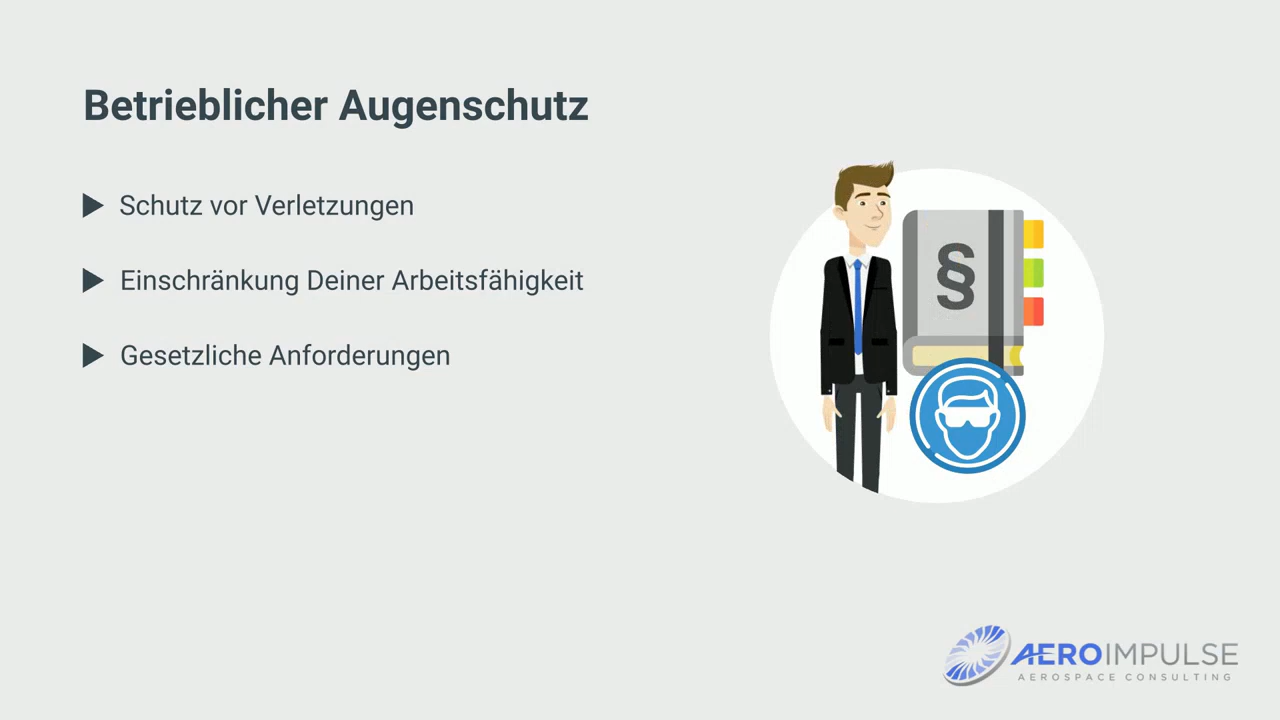 Betrieblicher Augenschutz
Schutz vor Verletzungen
Einschränkung Deiner Arbeitsfähigkeit
Gesetzliche Anforderungen
§
AEROIMPULSE
AEROSPACE CONSULTING